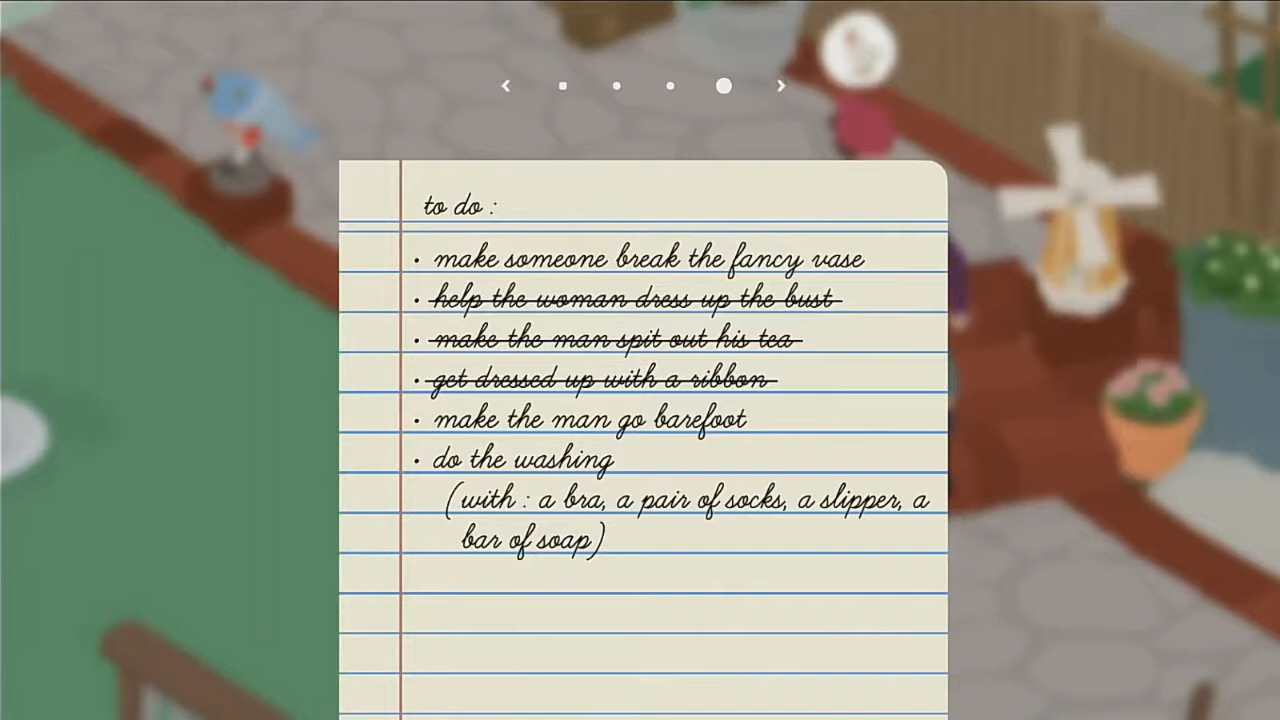 to do :
• make someone break the fancy vase
• help the woman dress up the bust
• make the man spit out his tea
• get dressed up with a ribbon
• make the man go barefoot
• do the washing
(with : a bra, a pair of socks, a slipper, a
bar of soap)